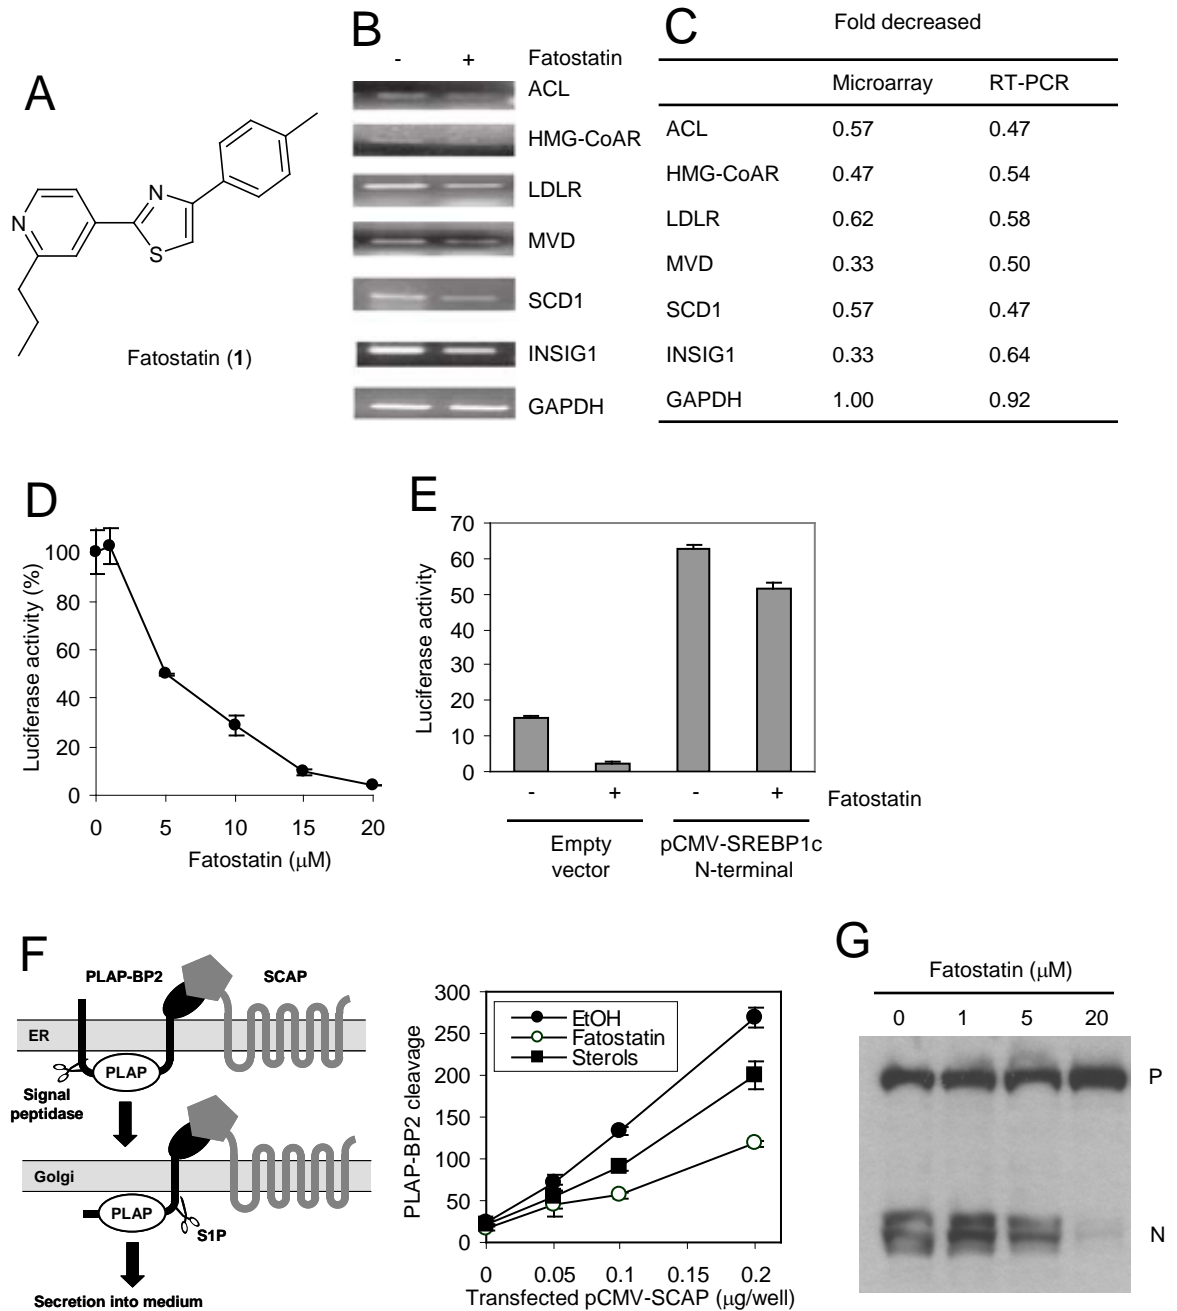 A
N
N
S
Fatostatin (1)
B
- + Fatostatin
ACL
HMG-CoAR
LDLR
MVD
SCD1
INSIG1
GAPDH
C
Fold decreased
Microarray RT-PCR
ACL 0.57 0.47
HMG-CoAR 0.47 0.54
LDLR 0.62 0.58
MVD 0.33 0.50
SCD1 0.57 0.47
INSIG1 0.33 0.64
GAPDH 1.00 0.92
D
Luciferase activity (%)
100
80
60
40
20
0
0 5 10 15 20
Fatostatin (μM)
E
Luciferase activity
70
60
50
40
30
20
10
0
- + - + Fatostatin
Empty
vector
pCMV-SREBP1c
N-terminal
F
PLAP-BP2 SCAP
ER
PLAP
Signal
peptidase
Golgi
PLAP
S1P
Secretion into medium
PLAP-BP2 cleavage
300
250
200
150
100
50
0
EtOH
Fatostatin
Sterols
0 0.05 0.1 0.15 0.2
Transfected pCMV-SCAP (μg/well)
G
Fatostatin (μM)
0 1 5 20
P
N